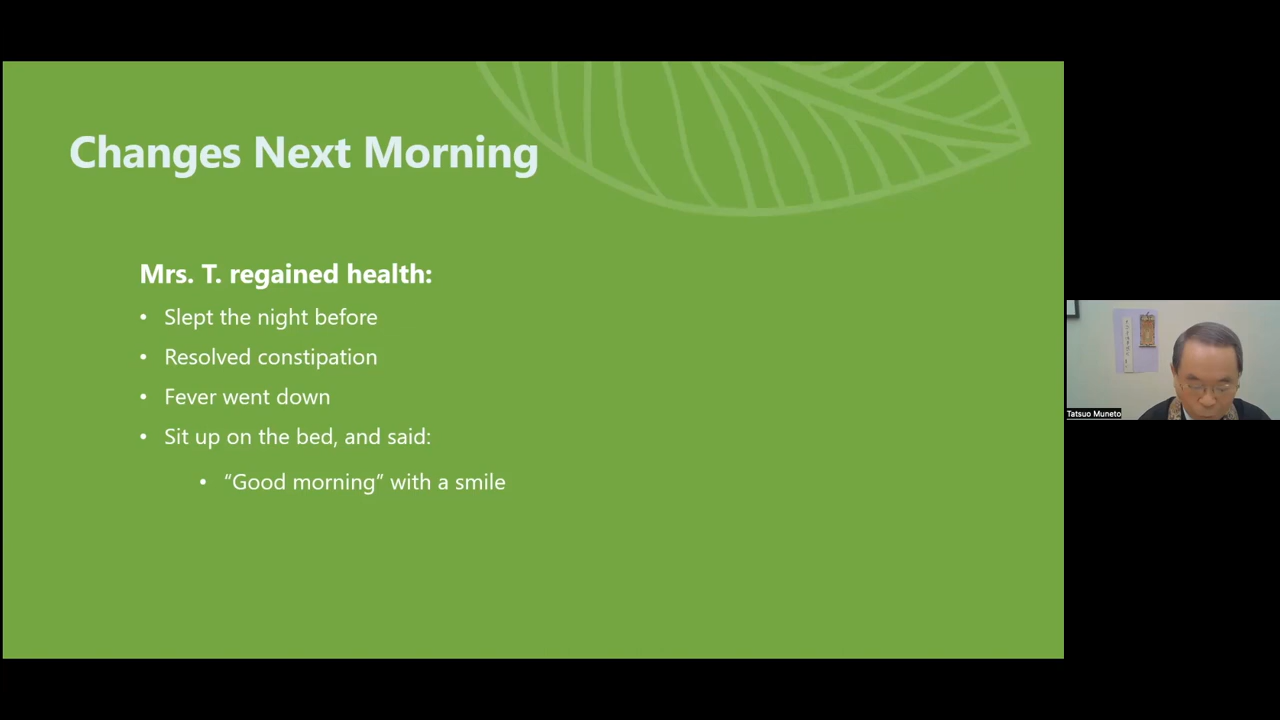 Changes Next Morning
Mrs. T. regained health:
• Slept the night before
• Resolved constipation
• Fever went down
• Sit up on the bed, and said:
• “Good morning” with a smile
Tatsuo Muneto